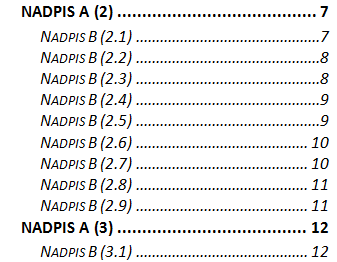 NADPIS A (2) ........................................ 7
NADPIS B (2.1) ..................................................7
NADPIS B (2.2) ..................................................8
NADPIS B (2.3) ..................................................8
NADPIS B (2.4) ..................................................9
NADPIS B (2.5) ..................................................9
NADPIS B (2.6) ............................................... 10
NADPIS B (2.7) ............................................... 10
NADPIS B (2.8) ............................................... 11
NADPIS B (2.9) ............................................... 11
NADPIS A (3) ...................................... 12
NADPIS B (3.1) ............................................... 12